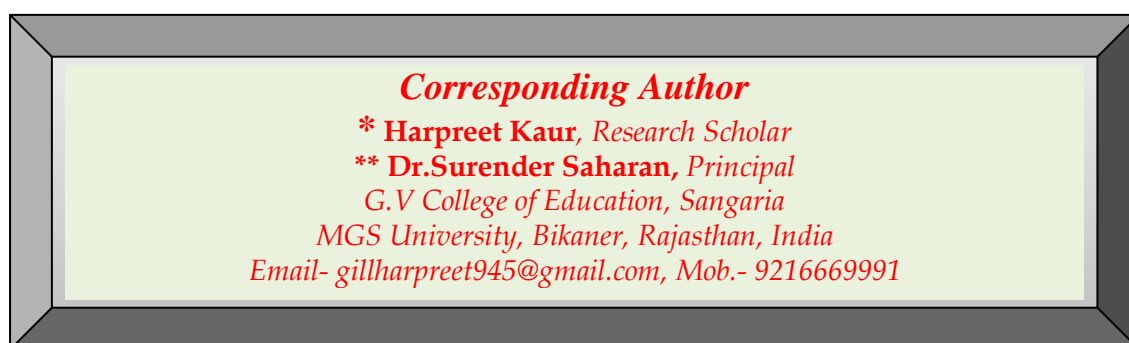 Corresponding Author
* Harpreet Kaur, Research Scholar
** Dr.Surender Saharan, Principal
G.V College of Education, Sangaria
MGS University, Bikaner, Rajasthan, India
Email- gillharpreet945@gmail.com, Mob.- 9216669991